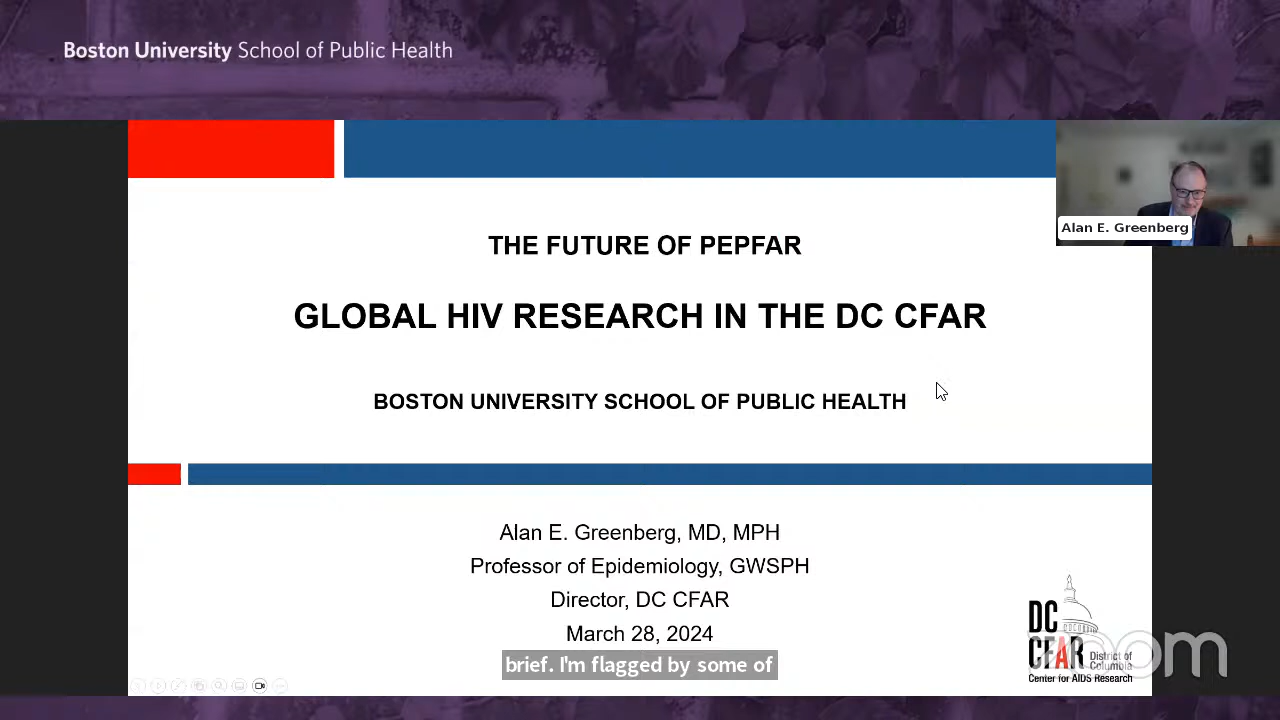 Boston University School of Public Health
THE FUTURE OF PEPFAR
Alan E. Greenberg
GLOBAL HIV RESEARCH IN THE DC CFAR
BOSTON UNIVERSITY SCHOOL OF PUBLIC HEALTH
Alan E. Greenberg, MD, MPH
Professor of Epidemiology, GWSPH
Director, DC CFAR
March 28, 2024
brief. I'm flagged by some of
DC
CFAR
District of
Columbia
Center for AIDS Research
zoom